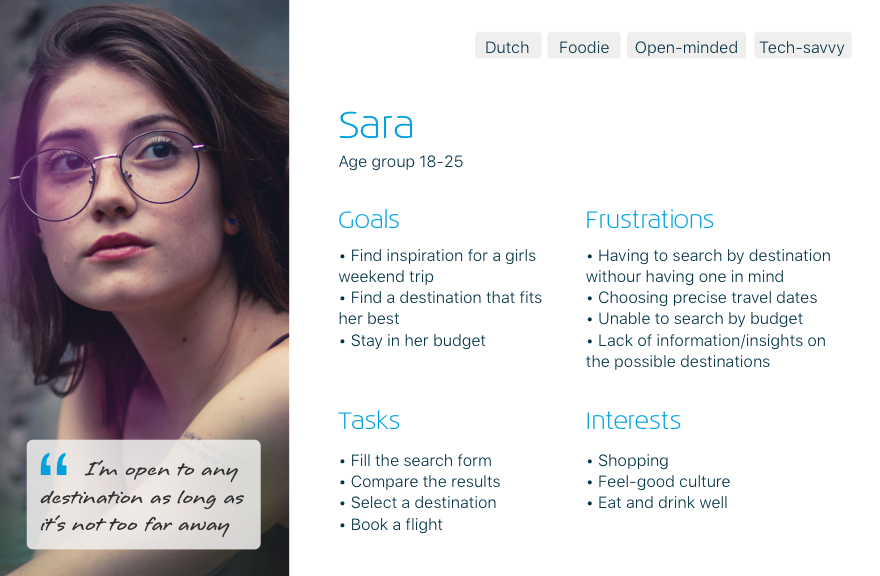 Dutch Foodie Open-minded Tech-savvy
Sara
Age group 18-25
Goals
• Find inspiration for a girls
weekend trip
• Find a destination that fits
her best
• Stay in her budget
Frustrations
• Having to search by destination
withour having one in mind
• Choosing precise travel dates
• Unable to search by budget
• Lack of information/insights on
the possible destinations
Tasks
• Fill the search form
• Compare the results
• Select a destination
• Book a flight
Interests
• Shopping
• Feel-good culture
• Eat and drink well
“ I'm open to any
destination as long as
it's not too far away